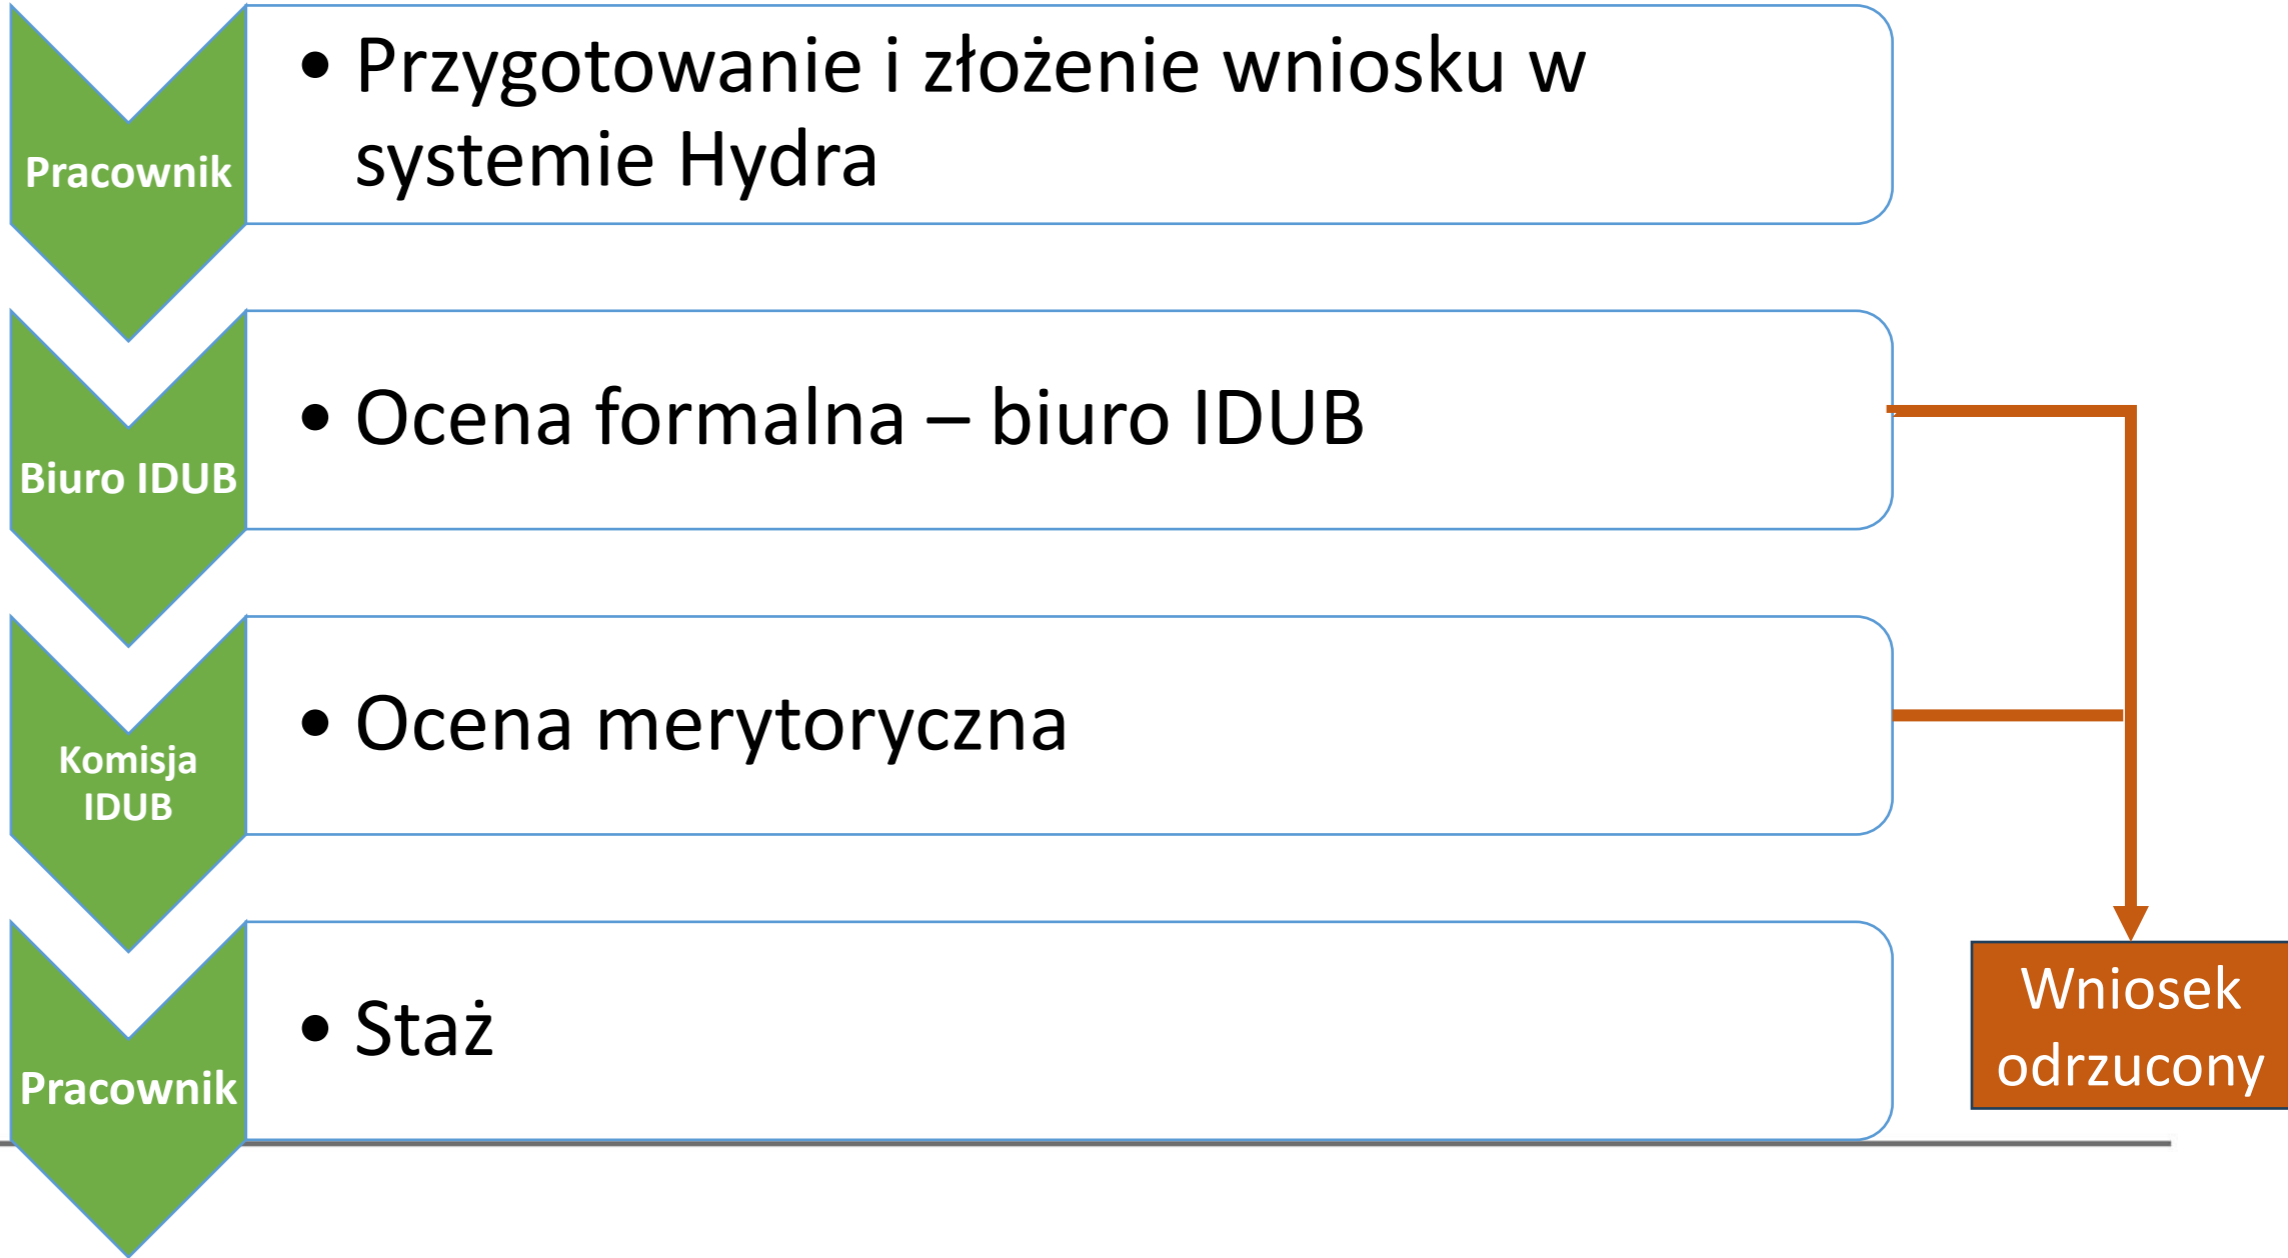 Pracownik
• Przygotowanie i złożenie wniosku w
systemie Hydra
Biuro IDUB
• Ocena formalna – biuro IDUB
Komisja
IDUB
• Ocena merytoryczna
Pracownik
• Staż
Wniosek
odrzucony